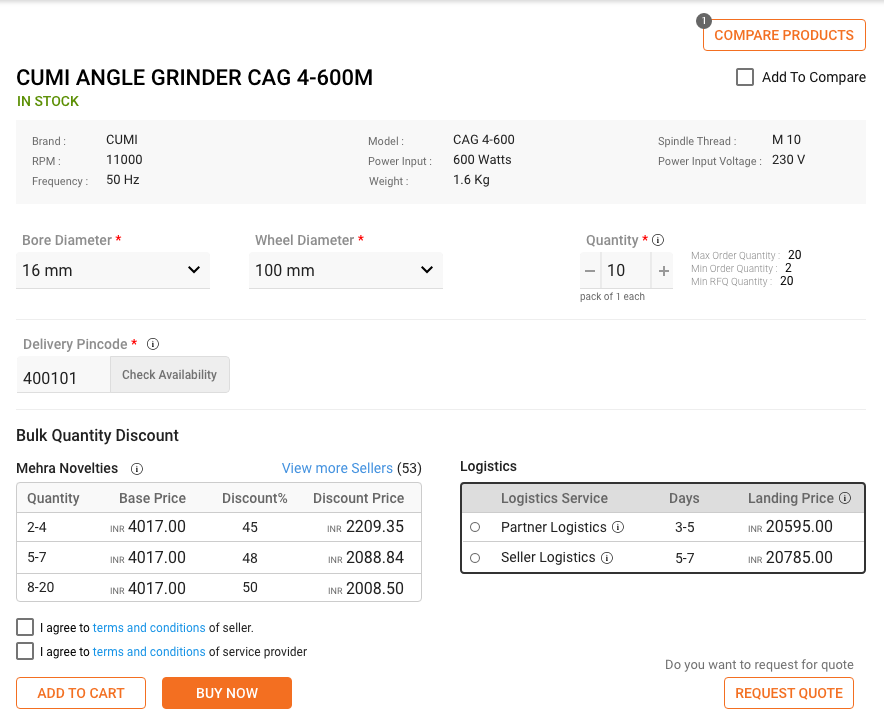 1
COMPARE PRODUCTS
CUMI ANGLE GRINDER CAG 4-600M
Add To Compare
IN STOCK
Brand : CUMI Model : CAG 4-600 Spindle Thread : M 10
RPM : 11000 Power Input : 600 Watts Power Input Voltage : 230 V
Frequency : 50 Hz Weight : 1.6 Kg
Bore Diameter * Wheel Diameter * Quantity *
16 mm 100 mm − 10 +
Max Order Quantity : 20
Min Order Quantity : 2
Min RFQ Quantity : 20
pack of 1 each
Delivery Pincode *
400101 Check Availability
Bulk Quantity Discount
Mehra Novelties View more Sellers (53)
Quantity Base Price Discount% Discount Price
2-4 INR 4017.00 45 INR 2209.35
5-7 INR 4017.00 48 INR 2088.84
8-20 INR 4017.00 50 INR 2008.50
Logistics
Logistics Service Days Landing Price
Partner Logistics 3-5 INR 20595.00
Seller Logistics 5-7 INR 20785.00
I agree to terms and conditions of seller.
I agree to terms and conditions of service provider
Do you want to request for quote
ADD TO CART BUY NOW REQUEST QUOTE